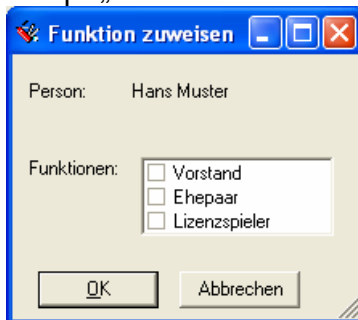 Funktion zuweisen
Person: Hans Muster
Funktionen:
Vorstand
Ehepaar
Lizenzspieler
OK
Abbrechen